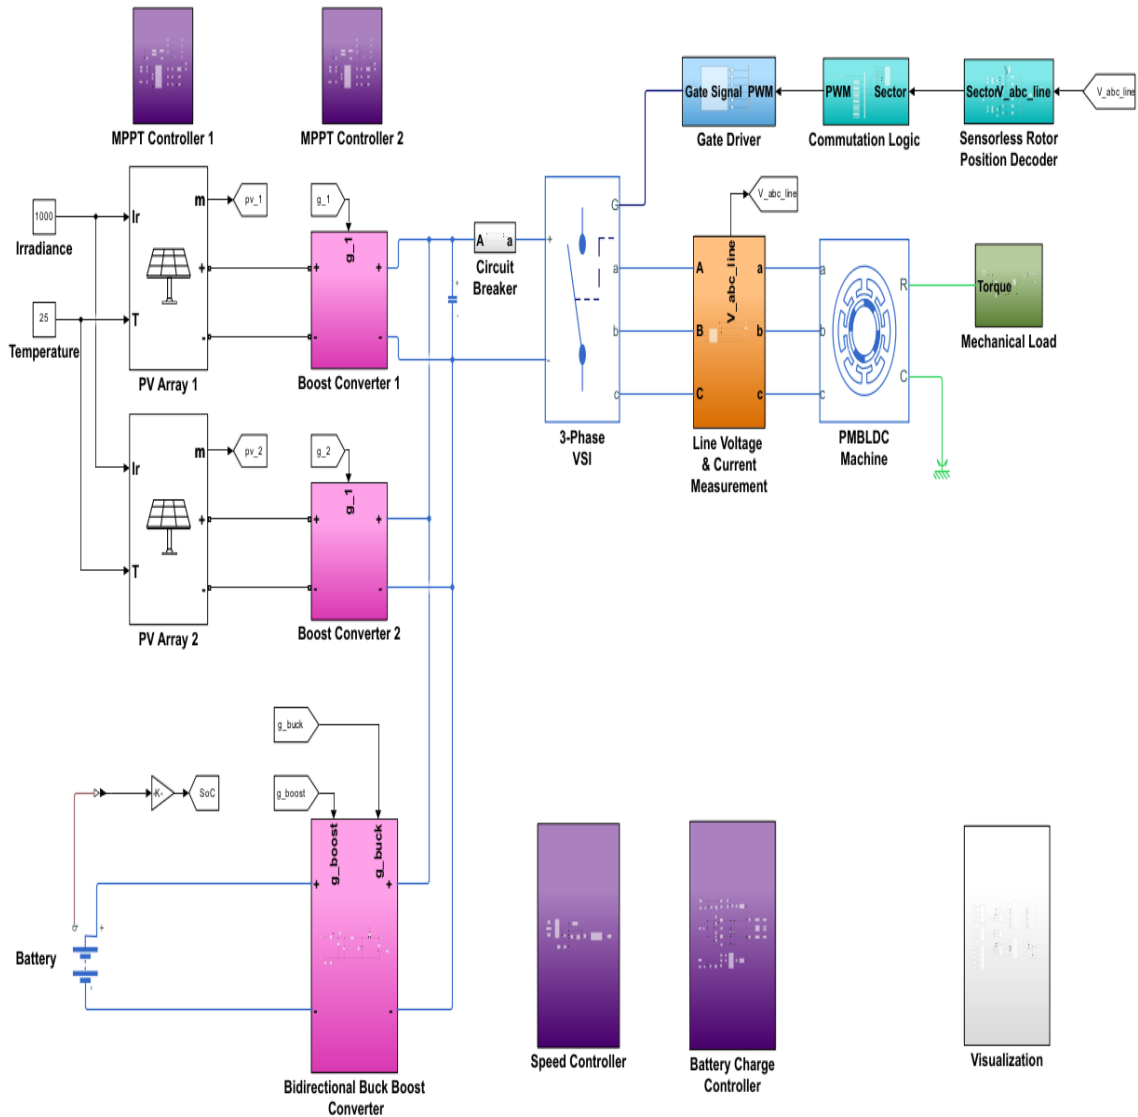 MPPT Controller 1
MPPT Controller 2
Gate Signal
PWM
Gate Driver
PWM
Sector
Commutation Logic
Sector
V_abc_line
Sensorless Rotor
Position Decoder
V_abc_line
1000
Irradiance
25
Temperature
Ir
T
m
+
-
PV Array 1
pv_1
g_1
g_1
+
-
+
-
Boost Converter 1
+
-
A
a
Circuit
Breaker
G
+
-
a
b
c
3-Phase
VSI
V_abc_line
V_abc_line
A
B
C
a
b
c
Line Voltage
& Current
Measurement
a
b
c
R
C
PMBLDC
Machine
Torque
Mechanical Load
Ir
T
m
+
-
PV Array 2
pv_2
g_2
g_1
+
-
+
-
Boost Converter 2
g_buck
g_boost
-K-
SoC
g_boost
g_buck
+
-
+
-
Bidirectional Buck Boost
Converter
+
-
Battery
Speed Controller
Battery Charge
Controller
Visualization